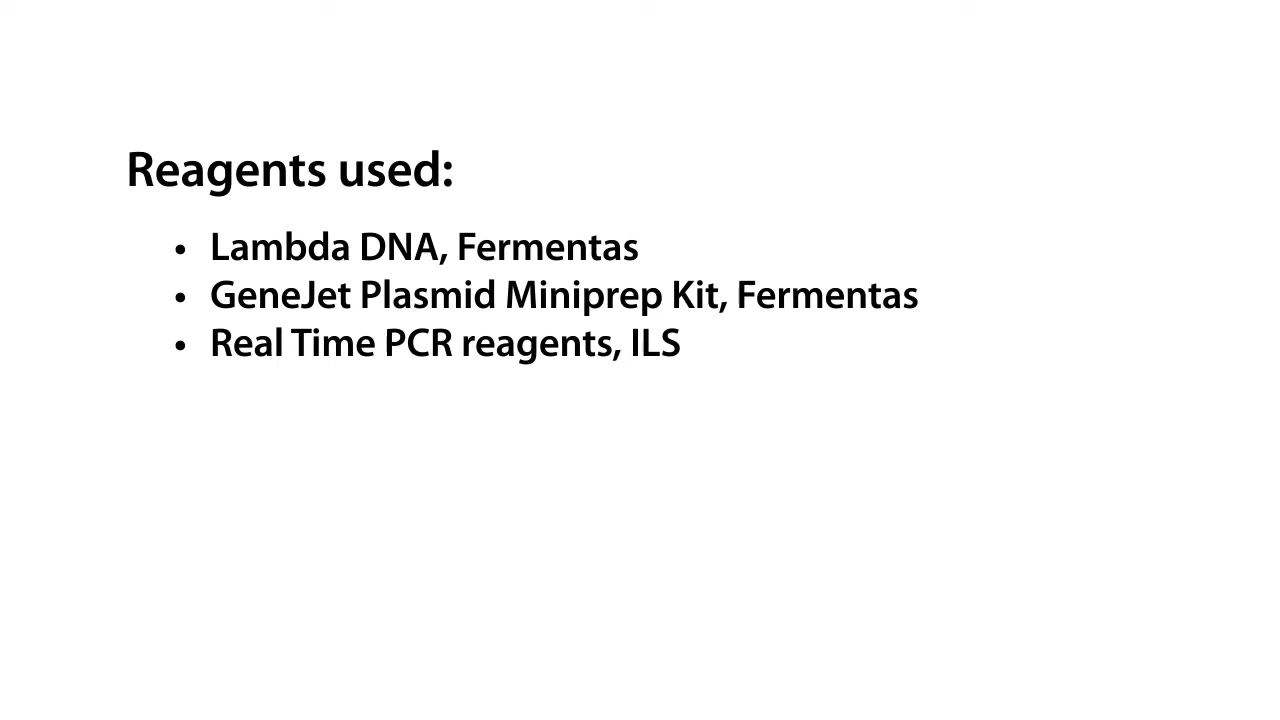 Reagents used:
• Lambda DNA, Fermentas
• GeneJet Plasmid Miniprep Kit, Fermentas
• Real Time PCR reagents, ILS